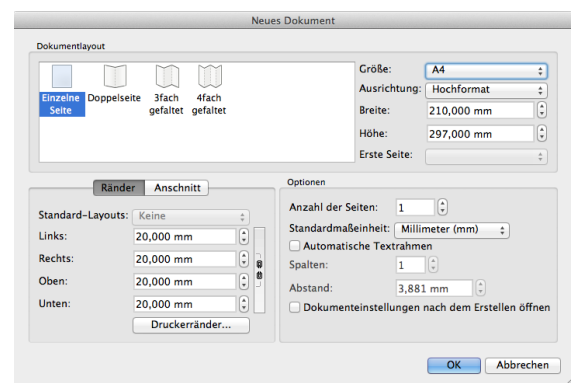 Neues Dokument
Dokumentlayout
Einzelne Seite
Doppelseite
3fach gefaltet
4fach gefaltet
Größe: A4
Ausrichtung: Hochformat
Breite: 210,000 mm
Höhe: 297,000 mm
Erste Seite:
Ränder Anschnitt
Standard-Layouts: Keine
Links: 20,000 mm
Rechts: 20,000 mm
Oben: 20,000 mm
Unten: 20,000 mm
Druckerränder...
Optionen
Anzahl der Seiten: 1
Standardmaßeinheit: Millimeter (mm)
Automatische Textrahmen
Spalten: 1
Abstand: 3,881 mm
Dokumenteinstellungen nach dem Erstellen öffnen
OK Abbrechen